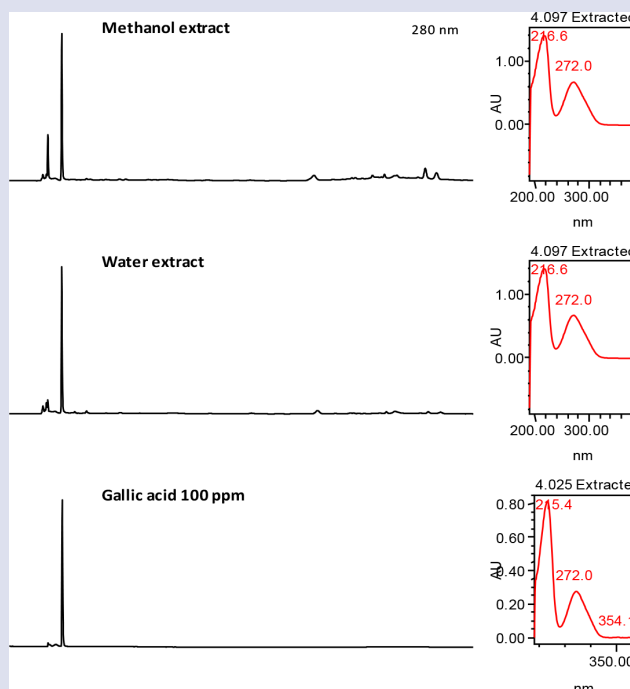 Methanol extract
280 nm
4.097 Extracted
216.6
272.0
1.00
AU
0.00
200.00 300.00
nm
Water extract
4.097 Extracted
216.6
272.0
1.00
AU
0.00
200.00 300.00
nm
Gallic acid 100 ppm
4.025 Extracte
0.80
215.4
0.60
AU
0.40
272.0
0.20
354.
0.00
350.00
nm